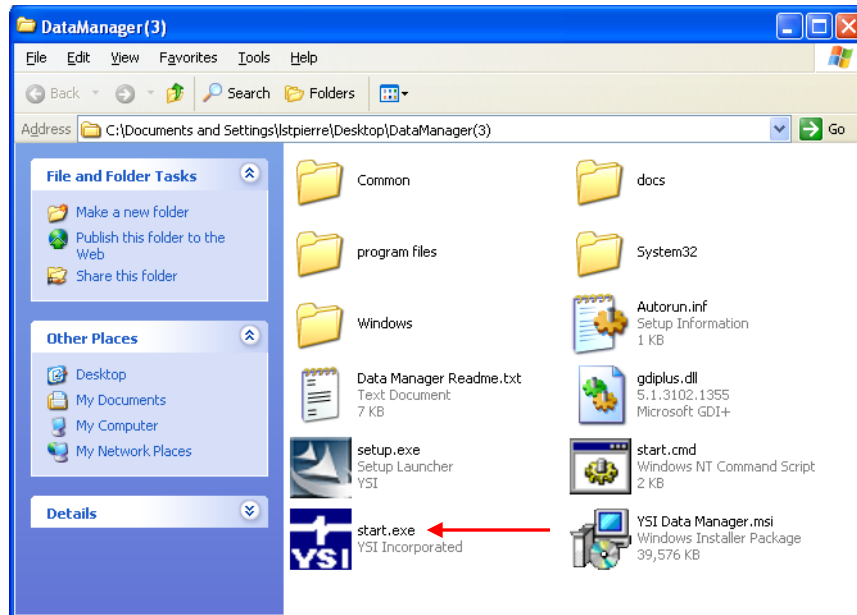 DataManager(3)
File Edit View Favorites Tools Help
Back Search Folders
Address C:\Documents and Settings\lstpierre\Desktop\DataManager(3) Go
File and Folder Tasks
Make a new folder
Publish this folder to the
Web
Share this folder
Other Places
Desktop
My Documents
My Computer
My Network Places
Details
Common
docs
program files
System32
Windows
Autorun.inf
Setup Information
1 KB
Data Manager Readme.txt
Text Document
7 KB
gdiplus.dll
5.1.3102.1355
Microsoft GDI+
setup.exe
Setup Launcher
YSI
start.cmd
Windows NT Command Script
2 KB
YSI
start.exe
YSI Incorporated
YSI Data Manager.msi
Windows Installer Package
39,576 KB